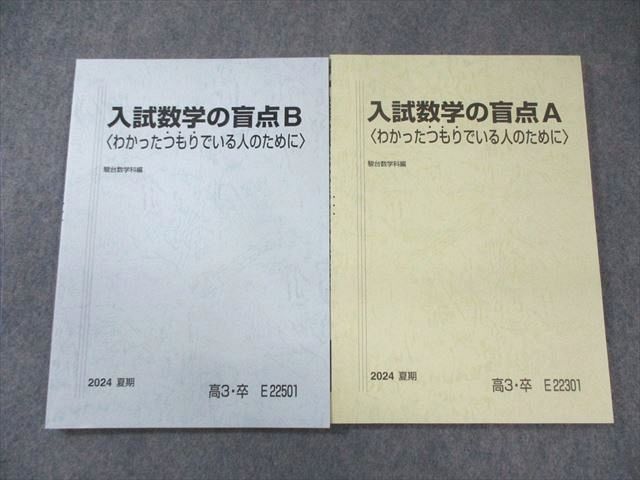 入試数学の盲点B
〈わかったつもりでいる人のために〉
駿台数学科編
2024 夏期
高3・卒 E22501
入試数学の盲点A
〈わかったつもりでいる人のために〉
駿台数学科編
2024 夏期
高3・卒 E22301